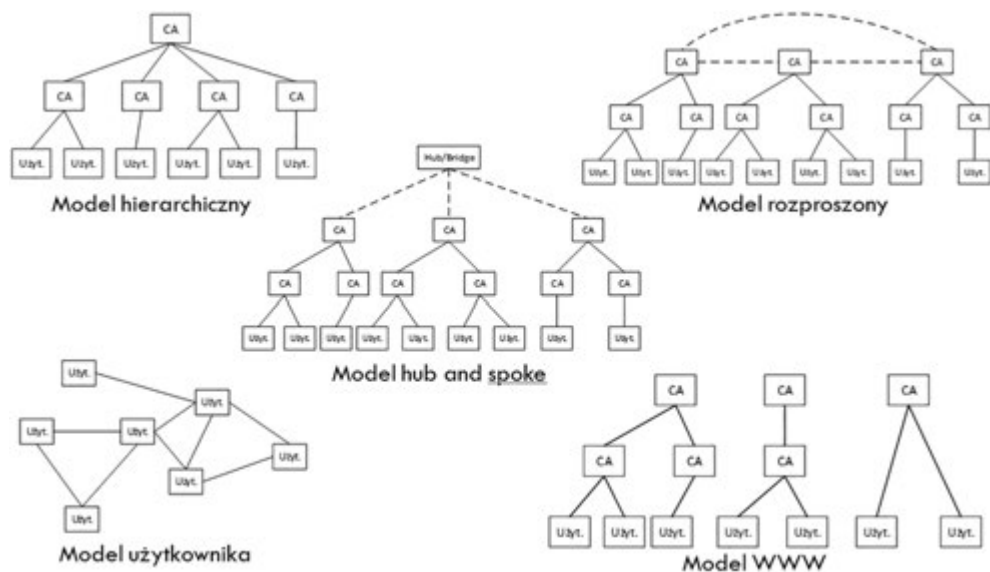 CA
CA CA CA CA
Użyt. Użyt. Użyt. Użyt. Użyt. Użyt.
Model hierarchiczny
CA CA CA
CA CA CA CA CA CA
Użyt. Użyt. Użyt. Użyt. Użyt. Użyt. Użyt. Użyt. Użyt.
Model rozproszony
Hub/Bridge
CA CA CA
CA CA CA CA CA CA
Użyt. Użyt. Użyt. Użyt. Użyt. Użyt. Użyt. Użyt. Użyt.
Model hub and spoke
Użyt.
Użyt.
Użyt. Użyt.
Użyt.
Użyt.
Użyt.
Model użytkownika
CA CA CA
CA CA CA
Użyt. Użyt. Użyt. Użyt. Użyt. Użyt. Użyt.
Model WWW